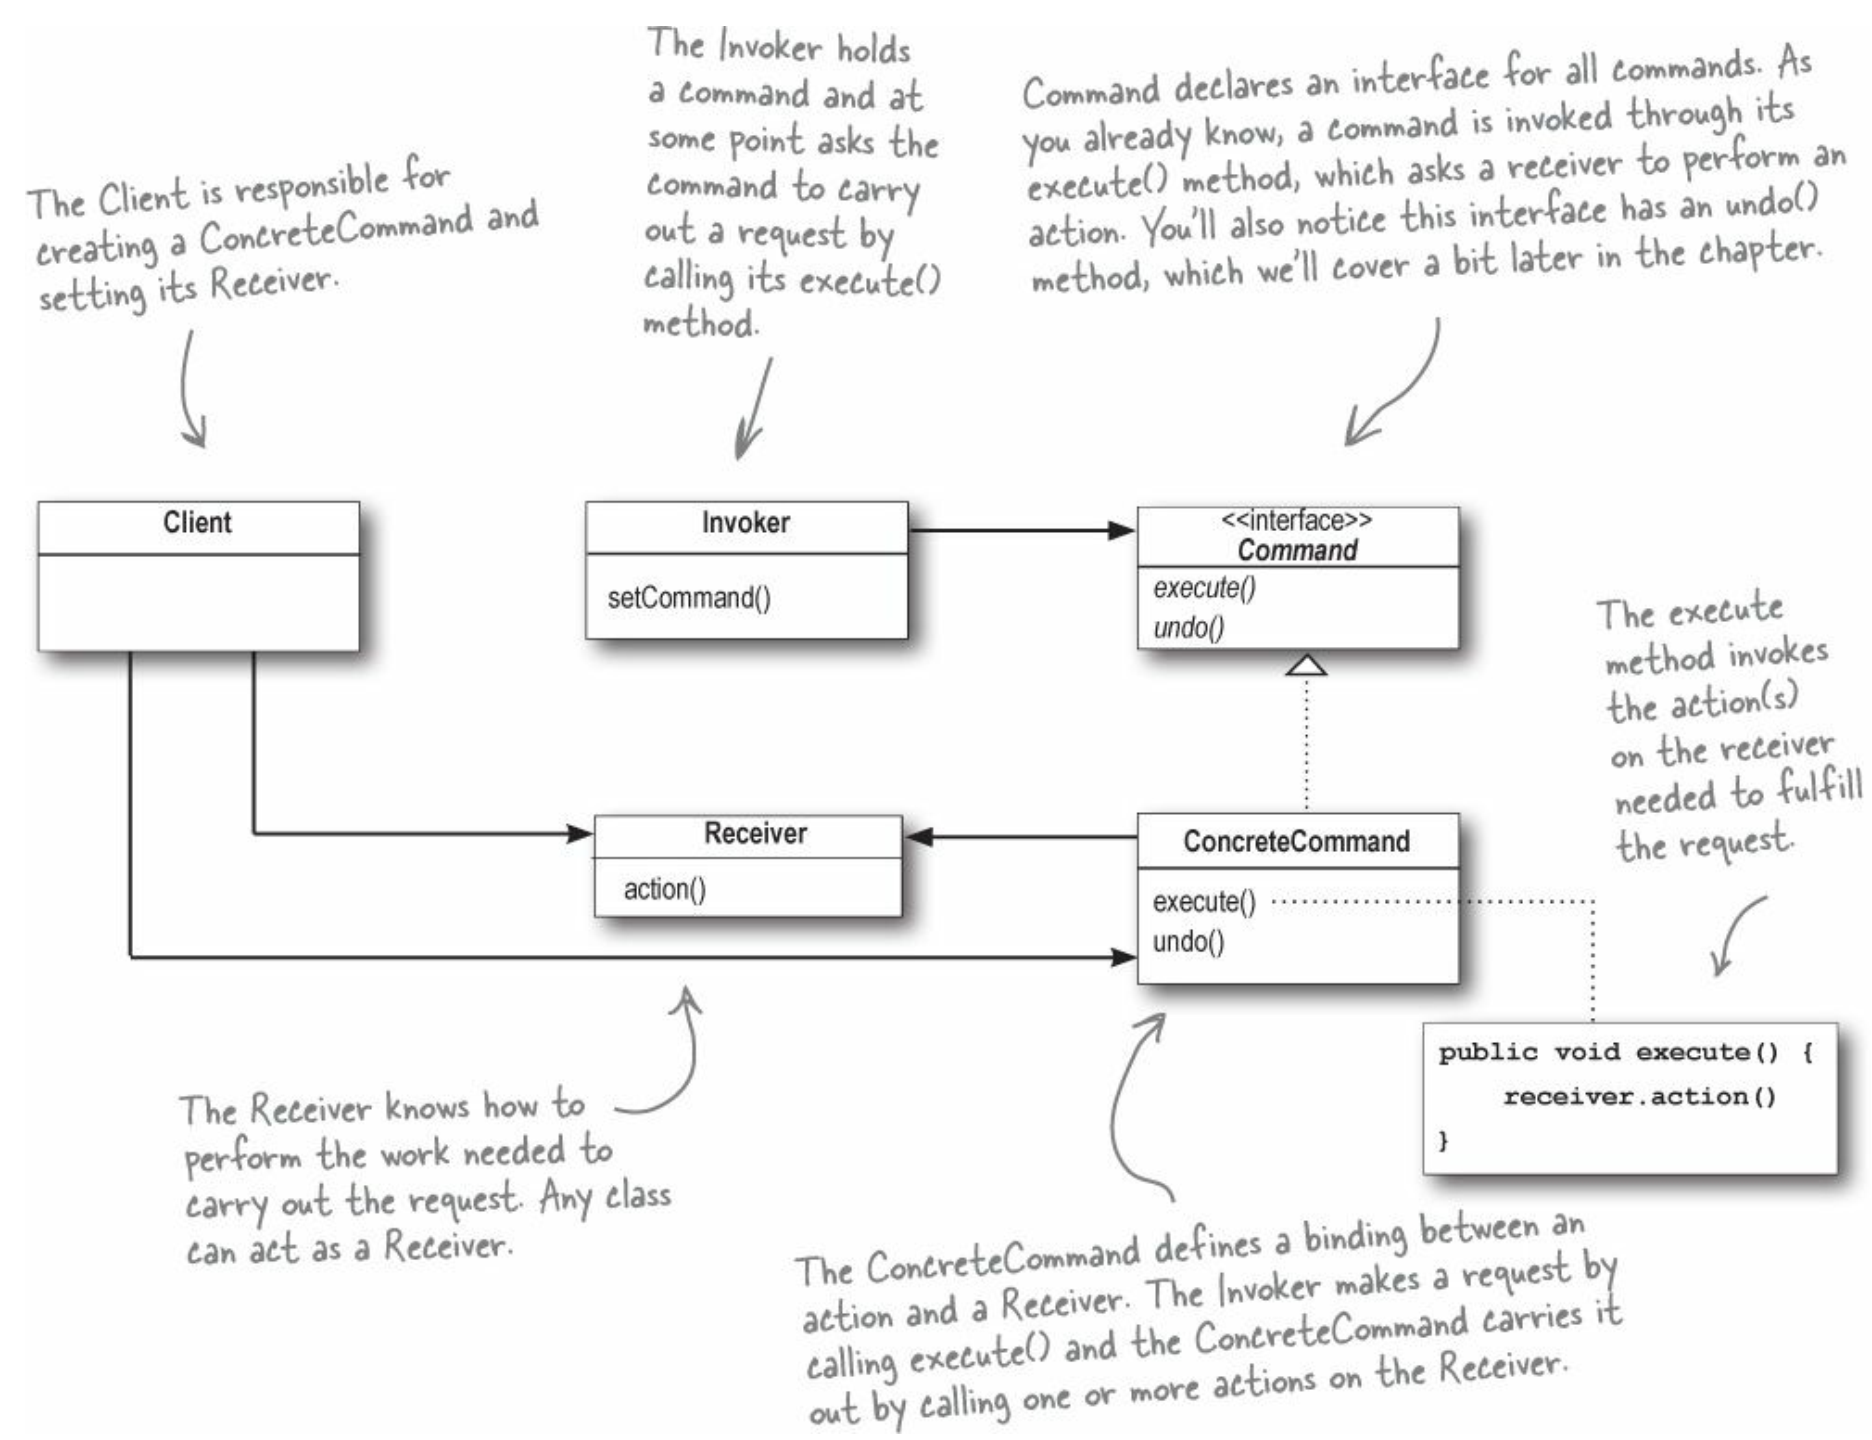 The Invoker holds
a command and at
some point asks the
command to carry
out a request by
calling its execute()
method.
Command declares an interface for all commands. As
you already know, a command is invoked through its
execute() method, which asks a receiver to perform an
action. You'll also notice this interface has an undo()
method, which we'll cover a bit later in the chapter.
The Client is responsible for
creating a ConcreteCommand and
setting its Receiver.
Client
Invoker
setCommand()
<<interface>>
Command
execute()
undo()
The execute
method invokes
the action(s)
on the receiver
needed to fulfill
the request.
Receiver
action()
ConcreteCommand
execute()
undo()
public void execute() {
receiver.action()
}
The Receiver knows how to
perform the work needed to
carry out the request. Any class
can act as a Receiver.
The ConcreteCommand defines a binding between an
action and a Receiver. The Invoker makes a request by
calling execute() and the ConcreteCommand carries it
out by calling one or more actions on the Receiver.